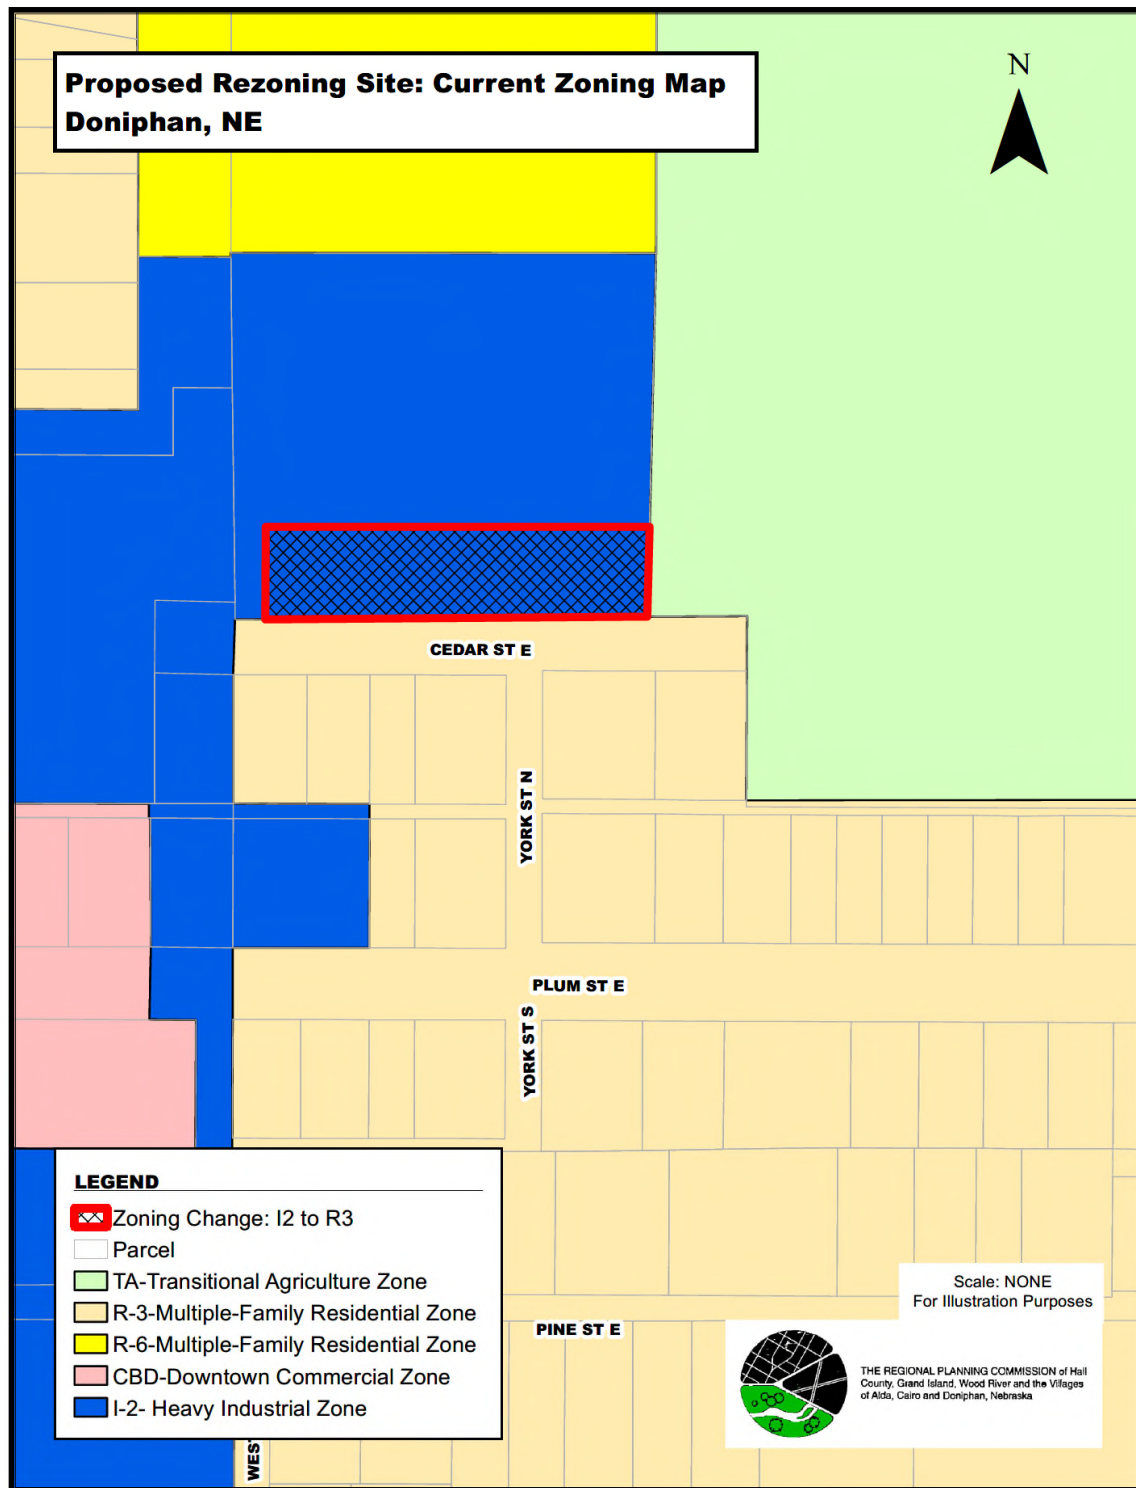 Proposed Rezoning Site: Current Zoning Map
Doniphan, NE
N
CEDAR ST E
YORK ST N
PLUM ST E
YORK ST S
LEGEND
Zoning Change: I2 to R3
Parcel
TA-Transitional Agriculture Zone
R-3-Multiple-Family Residential Zone
R-6-Multiple-Family Residential Zone
CBD-Downtown Commercial Zone
I-2- Heavy Industrial Zone
Scale: NONE
For Illustration Purposes
PINE ST E
THE REGIONAL PLANNING COMMISSION of Hall
County, Grand Island, Wood River and the Villages
of Alda, Cairo and Doniphan, Nebraska
WEST